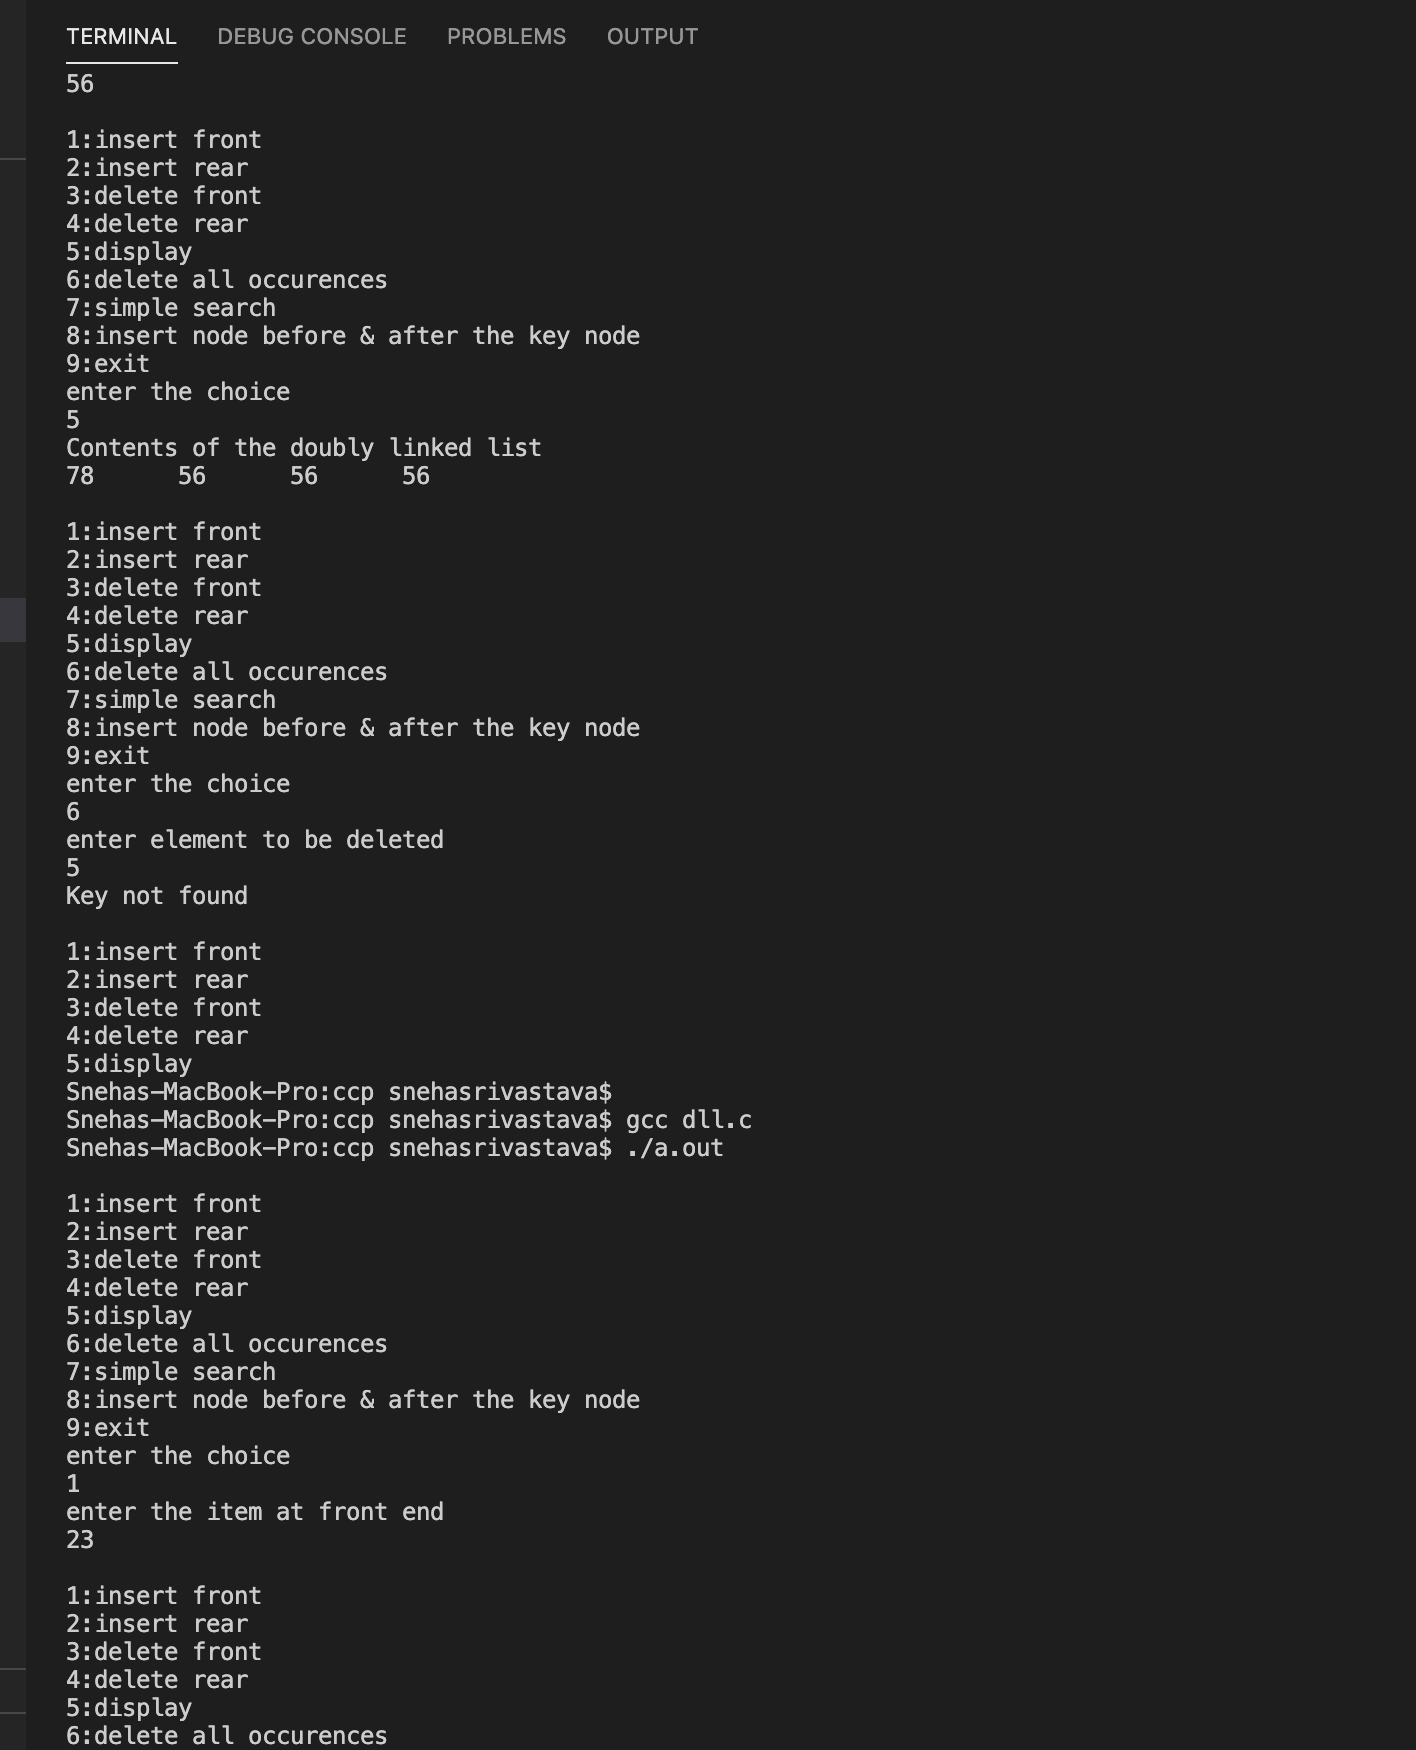 TERMINAL DEBUG CONSOLE PROBLEMS OUTPUT
56
1:insert front
2:insert rear
3:delete front
4:delete rear
5:display
6:delete all occurences
7:simple search
8:insert node before & after the key node
9:exit
enter the choice
5
Contents of the doubly linked list
78 56 56 56
1:insert front
2:insert rear
3:delete front
4:delete rear
5:display
6:delete all occurences
7:simple search
8:insert node before & after the key node
9:exit
enter the choice
6
enter element to be deleted
5
Key not found
1:insert front
2:insert rear
3:delete front
4:delete rear
5:display
Snehas-MacBook-Pro:ccp snehasrivastava$
Snehas-MacBook-Pro:ccp snehasrivastava$ gcc dll.c
Snehas-MacBook-Pro:ccp snehasrivastava$ ./a.out
1:insert front
2:insert rear
3:delete front
4:delete rear
5:display
6:delete all occurences
7:simple search
8:insert node before & after the key node
9:exit
enter the choice
1
enter the item at front end
23
1:insert front
2:insert rear
3:delete front
4:delete rear
5:display
6:delete all occurences